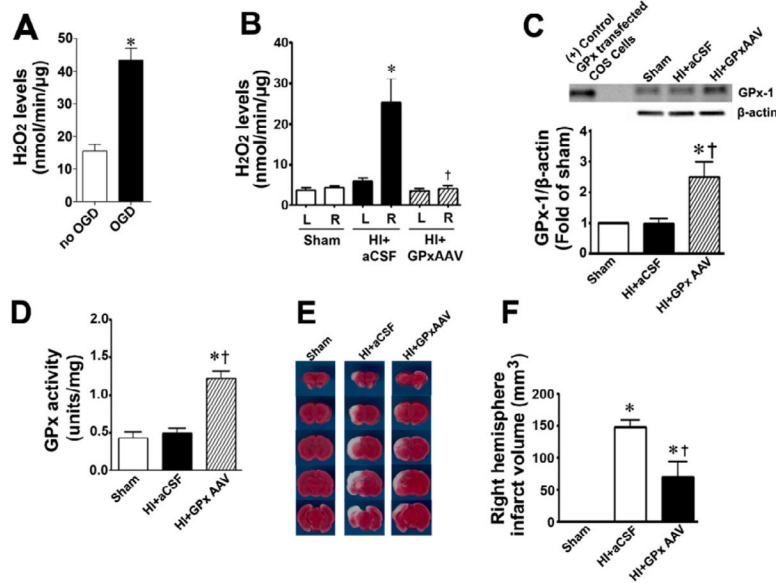 A
H2O2 levels
(nmol/min/µg)
50
40
30
20
10
0
*
no OGD
OGD
B
H2O2 levels
(nmol/min/µg)
40
30
20
10
0
*
†
L R L R L R
Sham
HI+
aCSF
HI+
GPxAAV
C
(+) Control
GPx transfected
COS Cells
Sham
HI+aCSF
HI+GPxAAV
GPx-1
β-actin
GPx-1/β-actin
(Fold of sham)
4
3
2
1
0
*†
Sham
HI+aCSF
HI+GPx AAV
D
GPx activity
(units/mg)
2.0
1.5
1.0
0.5
0.0
*†
Sham
HI+aCSF
HI+GPx AAV
E
Sham
HI+aCSF
HI+GPxAAV
F
Right hemisphere
infarct volume (mm3)
200
150
100
50
0
*
*†
Sham
HI+aCSF
HI+GPx AAV